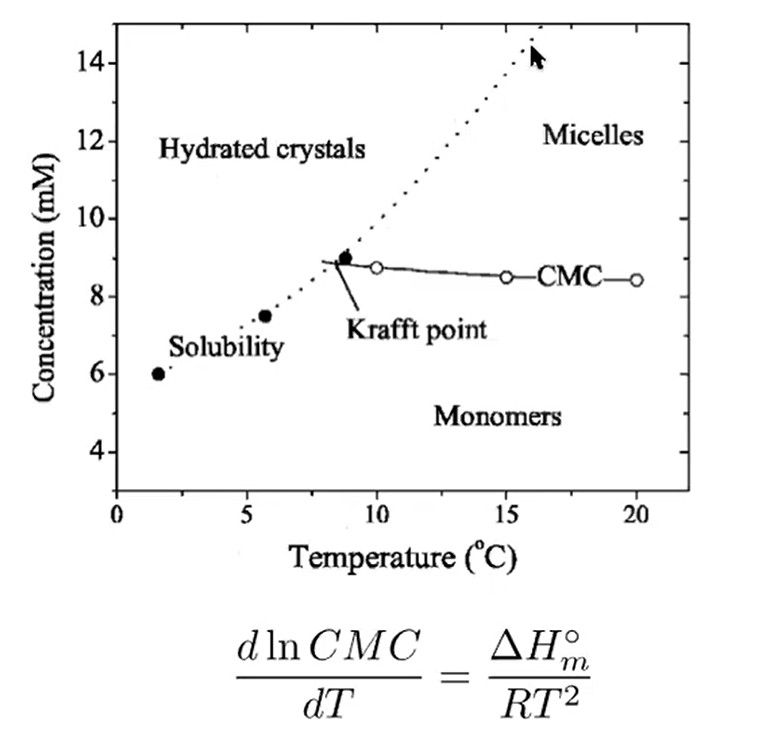 14
12
10
8
6
4
Concentration (mM)
Hydrated crystals
Micelles
CMC
Krafft point
Solubility
Monomers
0 5 10 15 20
Temperature (°C)
d ln CMC / dT = ΔH°m / RT²